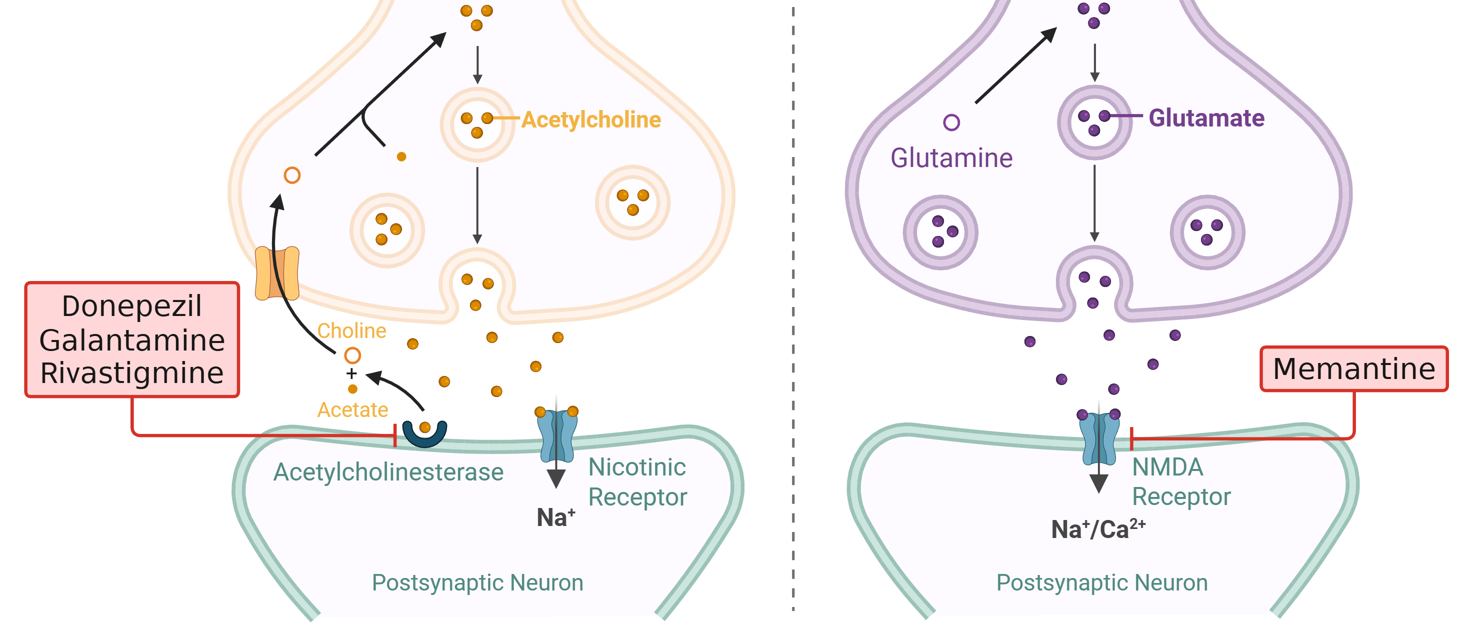 Acetylcholine
Donepezil
Galantamine
Rivastigmine
Choline
+
Acetate
Acetylcholinesterase
Nicotinic
Receptor
Na⁺
Postsynaptic Neuron
Glutamate
Glutamine
Memantine
NMDA
Receptor
Na⁺/Ca²⁺
Postsynaptic Neuron